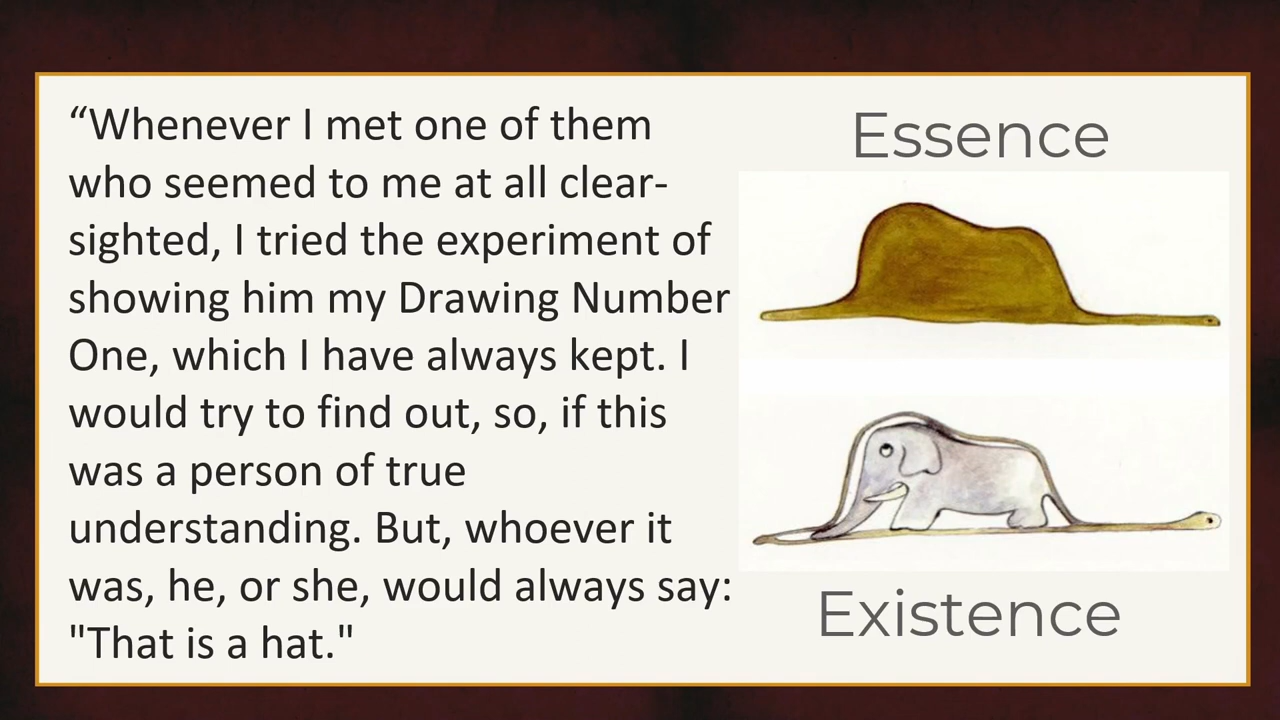 “Whenever I met one of them
who seemed to me at all clear-
sighted, I tried the experiment of
showing him my Drawing Number
One, which I have always kept. I
would try to find out, so, if this
was a person of true
understanding. But, whoever it
was, he, or she, would always say:
"That is a hat."
Essence
Existence